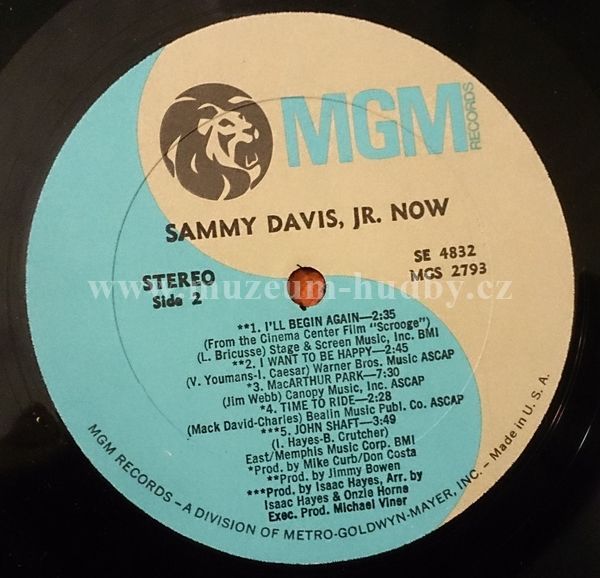 MGM
RECORDS
SAMMY DAVIS, JR. NOW
STEREO
Side 2
SE 4832
MGS 2793
www.muzeum-hudby.cz
**1. I'LL BEGIN AGAIN—2:35
(From the Cinema Center Film "Scrooge")
(L. Bricusse) Stage & Screen Music, Inc. BMI
**2. I WANT TO BE HAPPY—2:45
(V. Youmans-I. Caesar) Warner Bros. Music ASCAP
*3. MacARTHUR PARK—7:30
(Jim Webb) Canopy Music, Inc. ASCAP
*4. TIME TO RIDE—2:28
(Mack David-Charles) Bealin Music Publ. Co. ASCAP
***5. JOHN SHAFT—3:49
(I. Hayes-B. Crutcher)
East/Memphis Music Corp. BMI
*Prod. by Mike Curb/Don Costa
**Prod. by Jimmy Bowen
***Prod. by Isaac Hayes, Arr. by
Isaac Hayes & Onzie Horne
Exec. Prod. Michael Viner
MGM RECORDS – A DIVISION OF METRO-GOLDWYN-MAYER, INC. – Made in U. S. A.